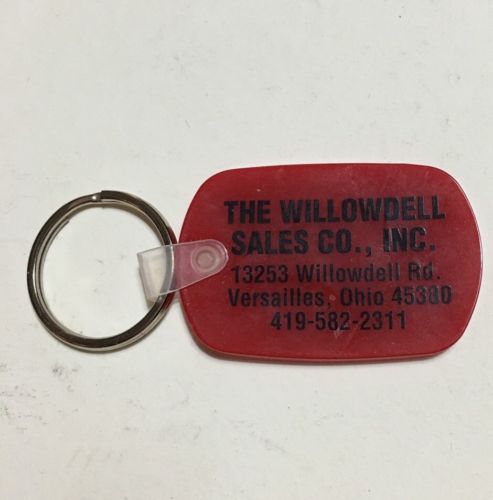 THE WILLOWDELL
SALES CO., INC.
13253 Willowdell Rd.
Versailles, Ohio 45380
419-582-2311